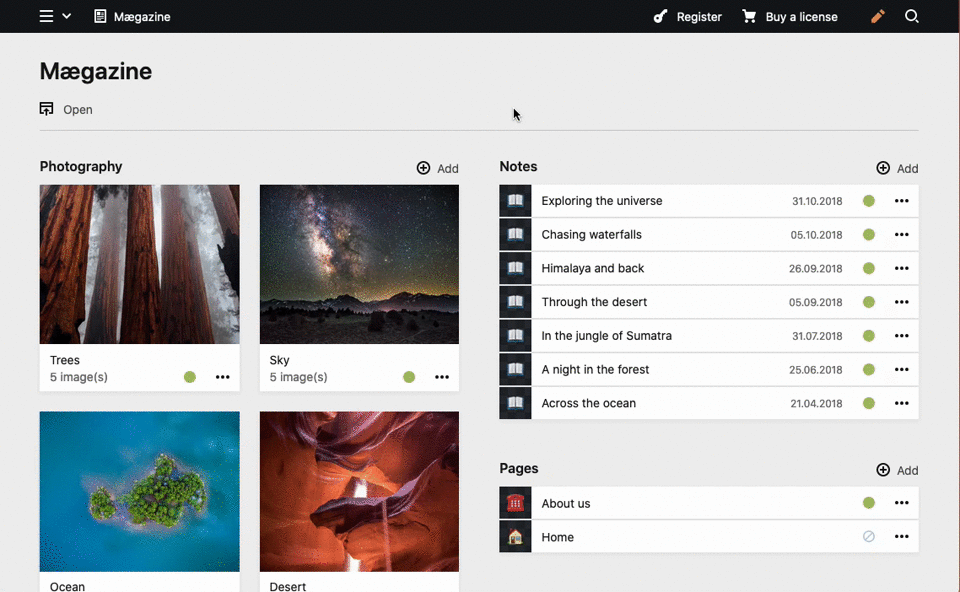 Mægazine
Register
Buy a license
Mægazine
Open
Photography
Add
Trees
5 image(s)
Sky
5 image(s)
Ocean
Desert
Notes
Add
Exploring the universe 31.10.2018
Chasing waterfalls 05.10.2018
Himalaya and back 26.09.2018
Through the desert 05.09.2018
In the jungle of Sumatra 31.07.2018
A night in the forest 25.06.2018
Across the ocean 21.04.2018
Pages
Add
About us
Home